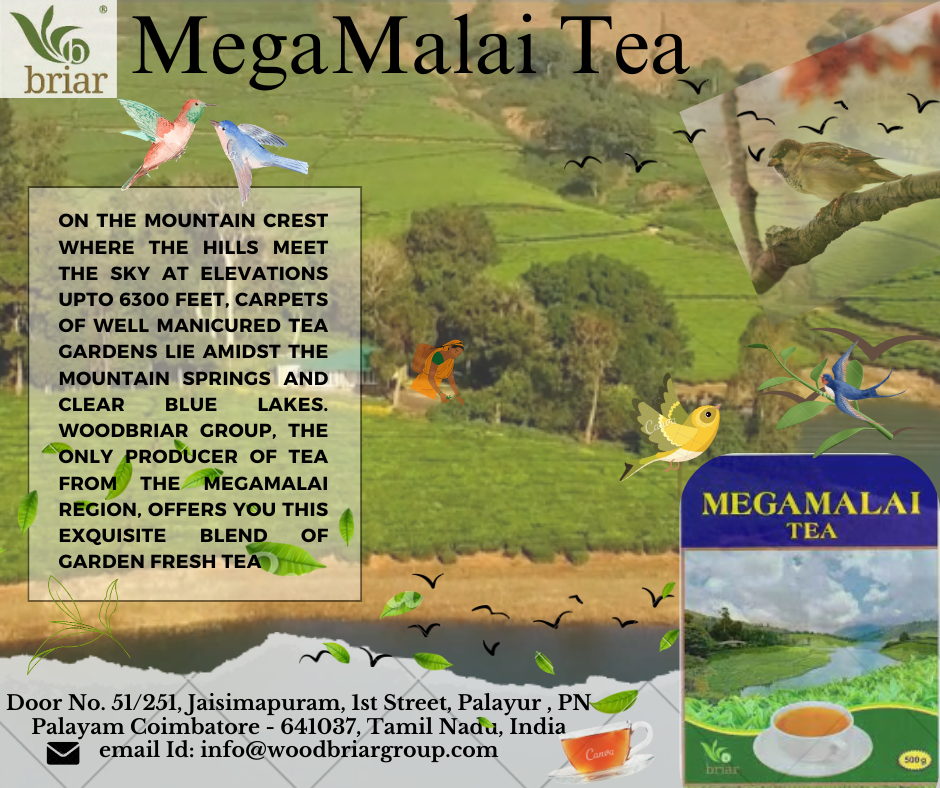 briar
®
MegaMalai Tea
ON THE MOUNTAIN CREST
WHERE THE HILLS MEET
THE SKY AT ELEVATIONS
UPTO 6300 FEET, CARPETS
OF WELL MANICURED TEA
GARDENS LIE AMIDST THE
MOUNTAIN SPRINGS AND
CLEAR BLUE LAKES.
WOODBRIAR GROUP, THE
ONLY PRODUCER OF TEA
FROM THE MEGAMALAI
REGION, OFFERS YOU THIS
EXQUISITE BLEND OF
GARDEN FRESH TEA
Canva
MEGAMALAI
TEA
briar
500 g
Door No. 51/251, Jaisimapuram, 1st Street, Palayur , PN
Palayam Coimbatore - 641037, Tamil Nadu, India
email Id: info@woodbriargroup.com
Canva